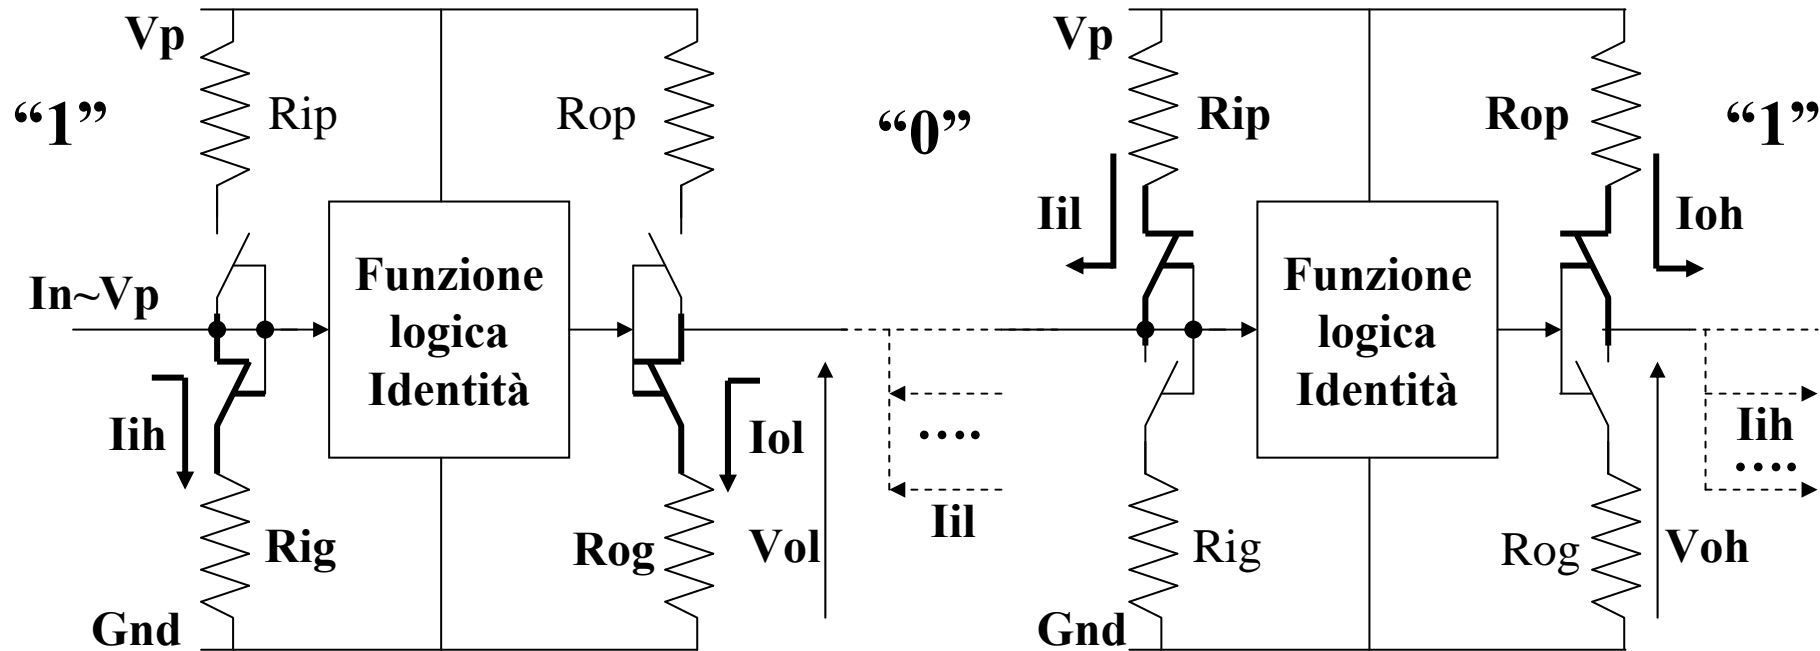 Vp
“1”
Rip
Rop
In~Vp
Funzione
logica
Identità
Iih
Iol
Rig
Rog
Vol
Gnd
“0”
....
Iil
Vp
Rip
Rop
“1”
Iil
Ioh
Funzione
logica
Identità
Iih
....
Rig
Rog
Voh
Gnd